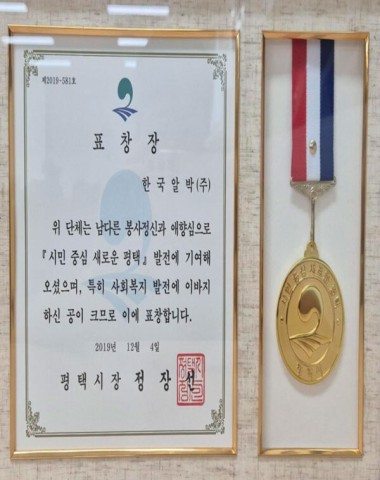 제2019-581호
표 창 장
한국알박(주)
위 단체는 남다른 봉사정신과 애향심으로
『시민 중심 새로운 평택』 발전에 기여해
오셨으며, 특히 사회복지 발전에 이바지
하신 공이 크므로 이에 표창합니다.
2019년 12월 4일
평택시장 정장선